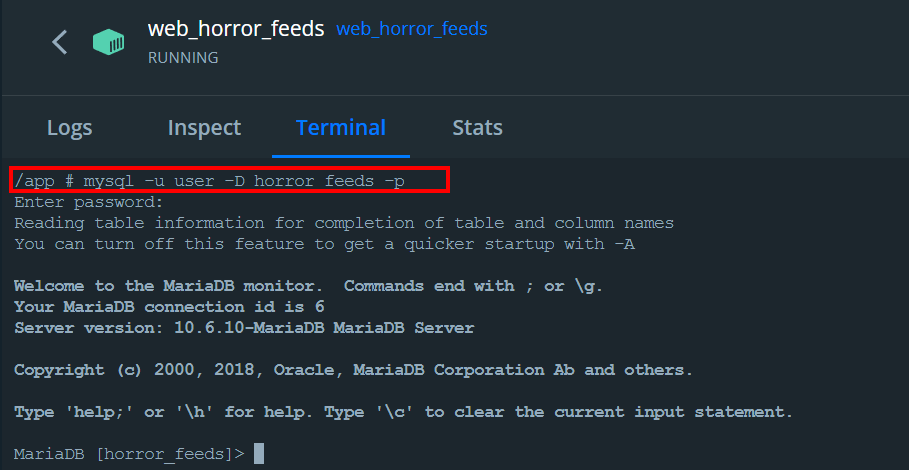 web_horror_feeds web_horror_feeds
RUNNING
Logs Inspect Terminal Stats
/app # mysql -u user -D horror_feeds -p
Enter password:
Reading table information for completion of table and column names
You can turn off this feature to get a quicker startup with -A
Welcome to the MariaDB monitor.  Commands end with ; or \g.
Your MariaDB connection id is 6
Server version: 10.6.10-MariaDB MariaDB Server
Copyright (c) 2000, 2018, Oracle, MariaDB Corporation Ab and others.
Type 'help;' or '\h' for help. Type '\c' to clear the current input statement.
MariaDB [horror_feeds]>